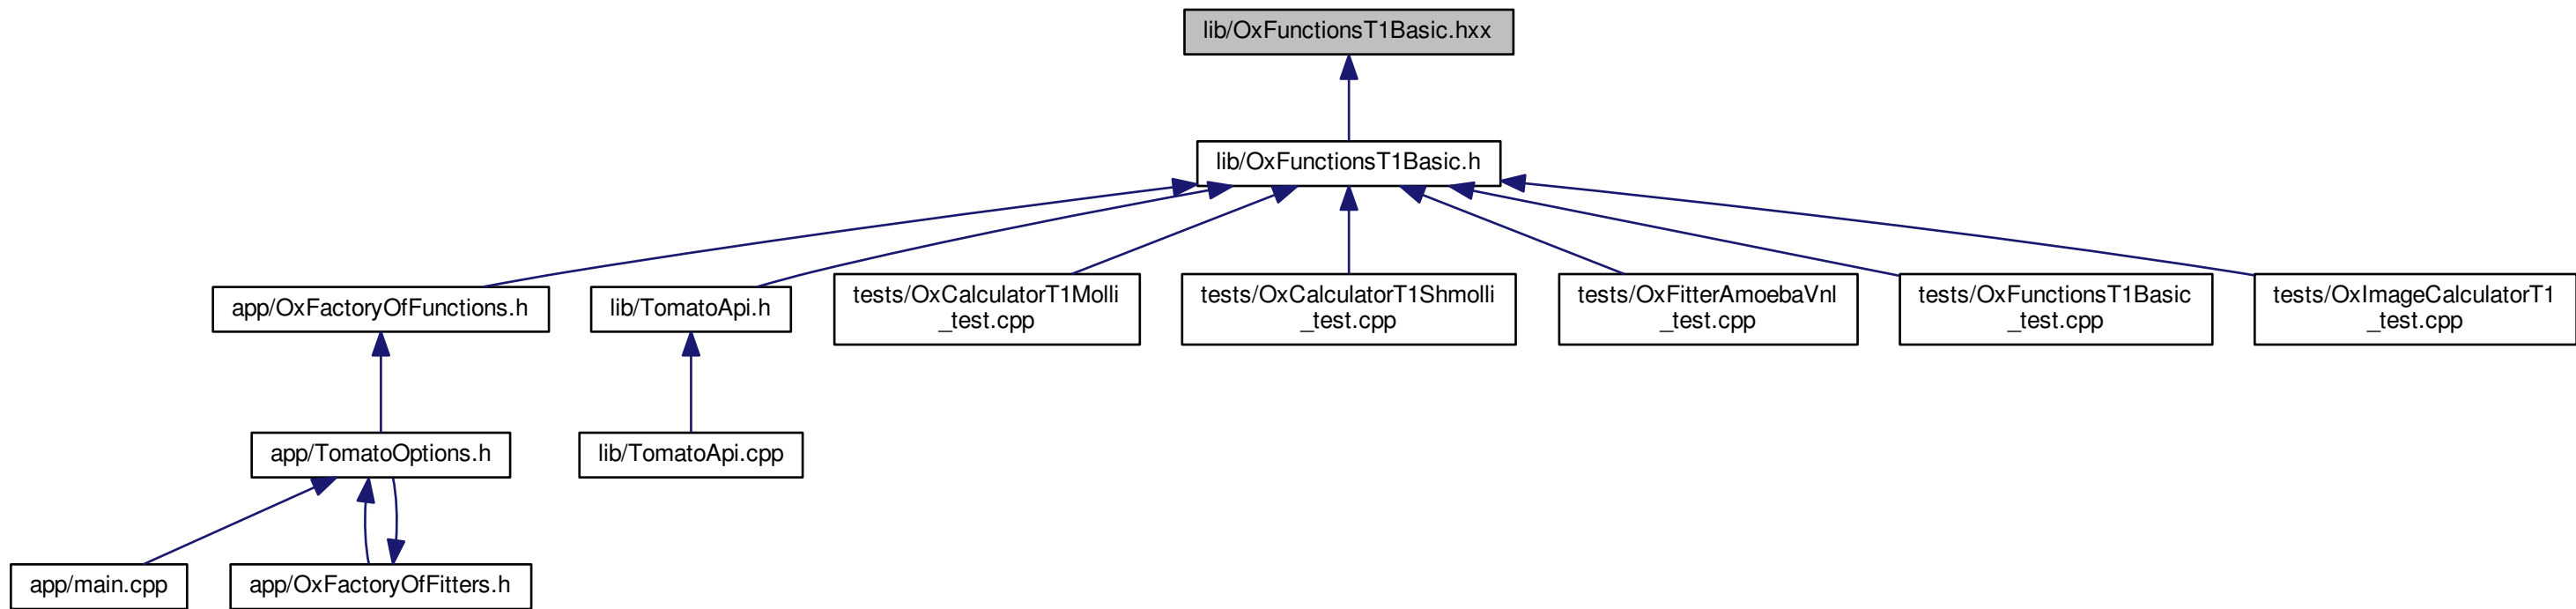 lib/OxFunctionsT1Basic.hxx
lib/OxFunctionsT1Basic.h
app/OxFactoryOfFunctions.h
lib/TomatoApi.h
tests/OxCalculatorT1Molli
_test.cpp
tests/OxCalculatorT1Shmolli
_test.cpp
tests/OxFitterAmoebaVnl
_test.cpp
tests/OxFunctionsT1Basic
_test.cpp
tests/OxImageCalculatorT1
_test.cpp
app/TomatoOptions.h
lib/TomatoApi.cpp
app/main.cpp
app/OxFactoryOfFitters.h